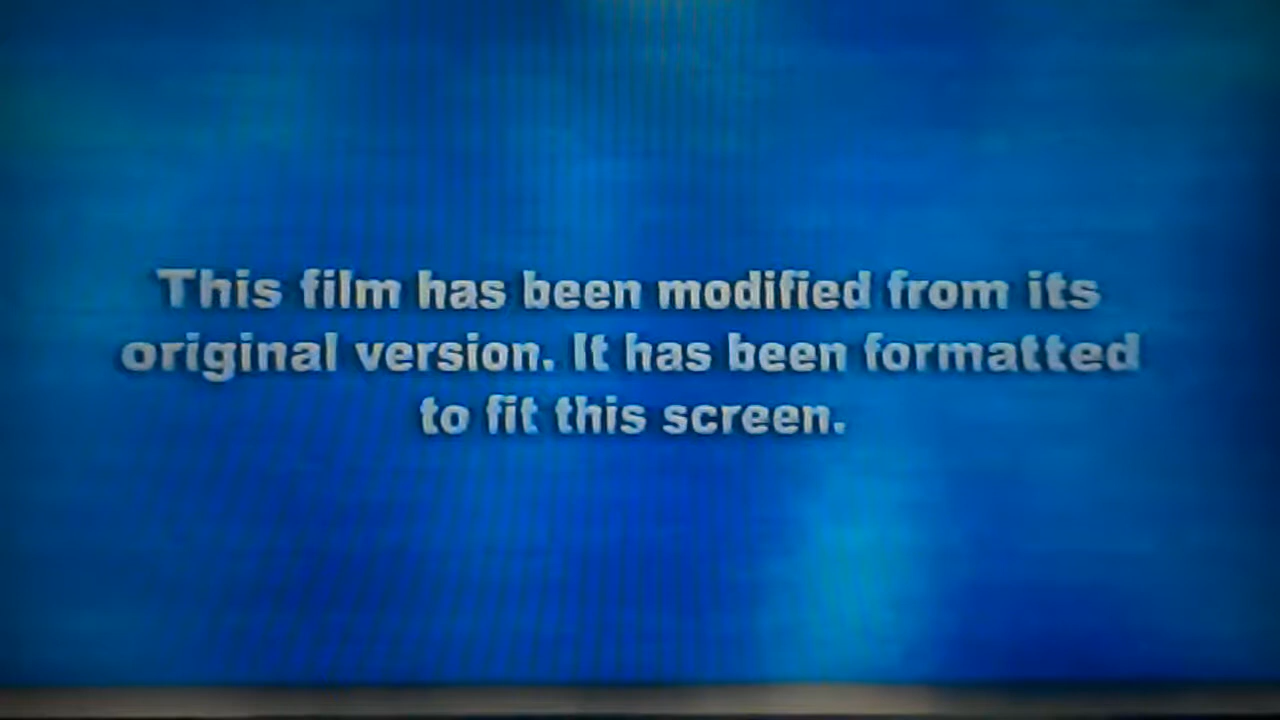 This film has been modified from its
original version. It has been formatted
to fit this screen.